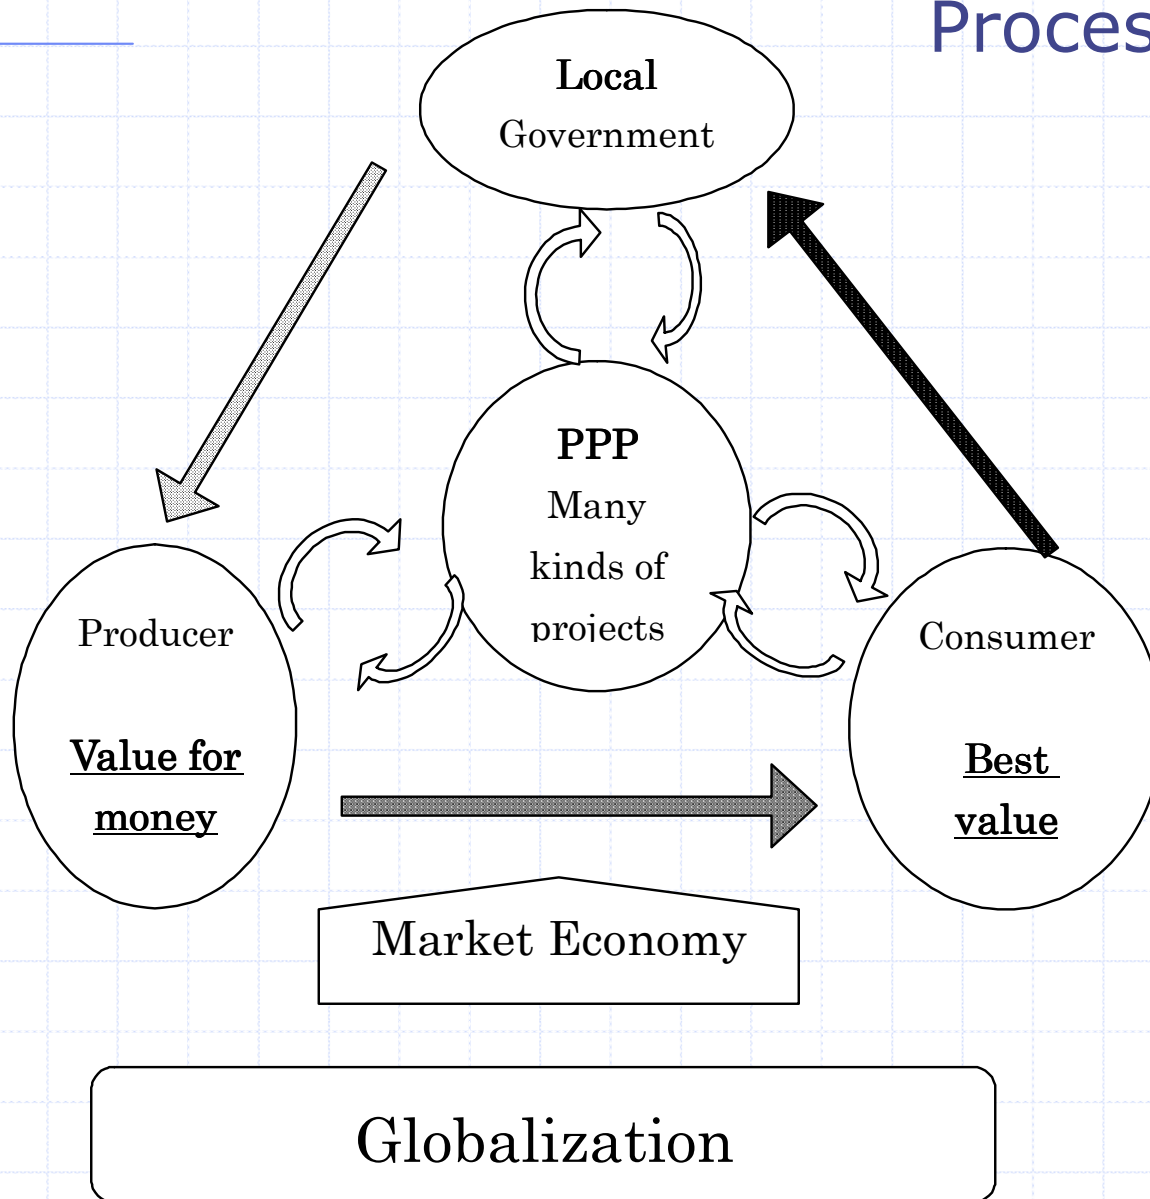 Proces
Local
Government
PPP
Many
kinds of
projects
Producer
Value for
money
Consumer
Best
value
Market Economy
Globalization